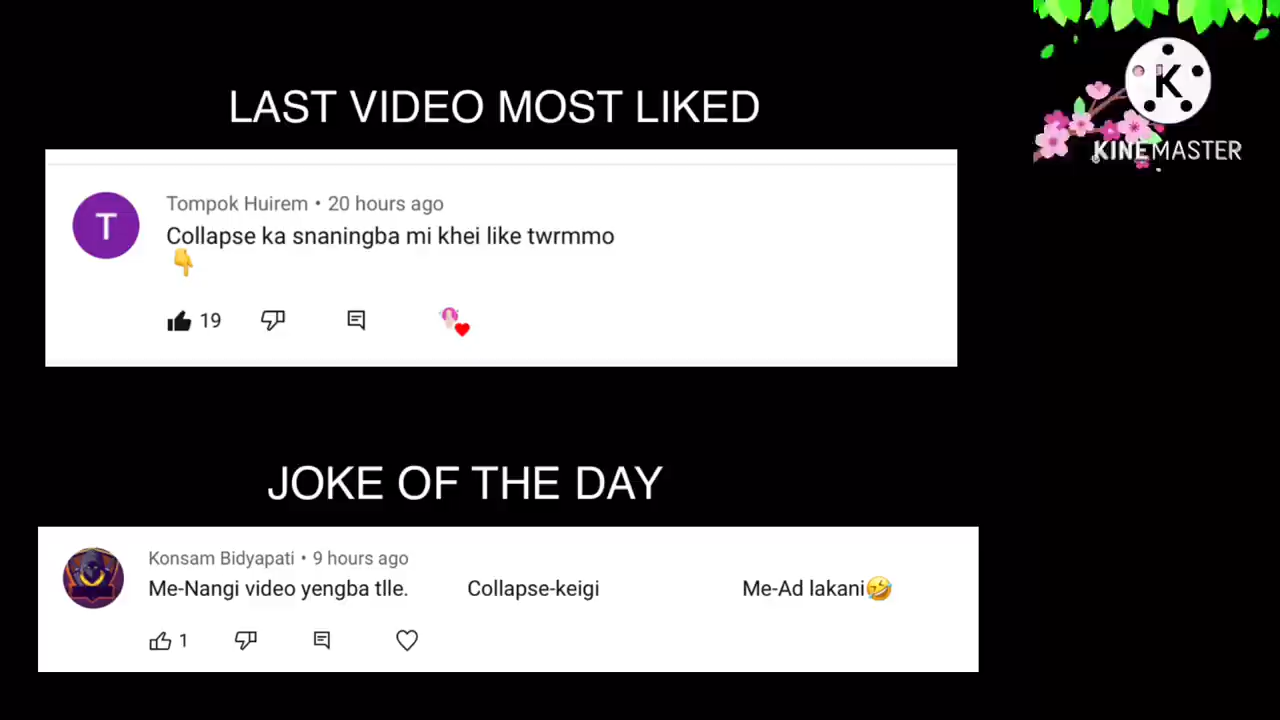 LAST VIDEO MOST LIKED
K
KINEMASTER
T
Tompok Huirem • 20 hours ago
Collapse ka snaningba mi khei like twrmmo
👇
19
JOKE OF THE DAY
Konsam Bidyapati • 9 hours ago
Me-Nangi video yengba tlle. Collapse-keigi Me-Ad lakani🤣
1